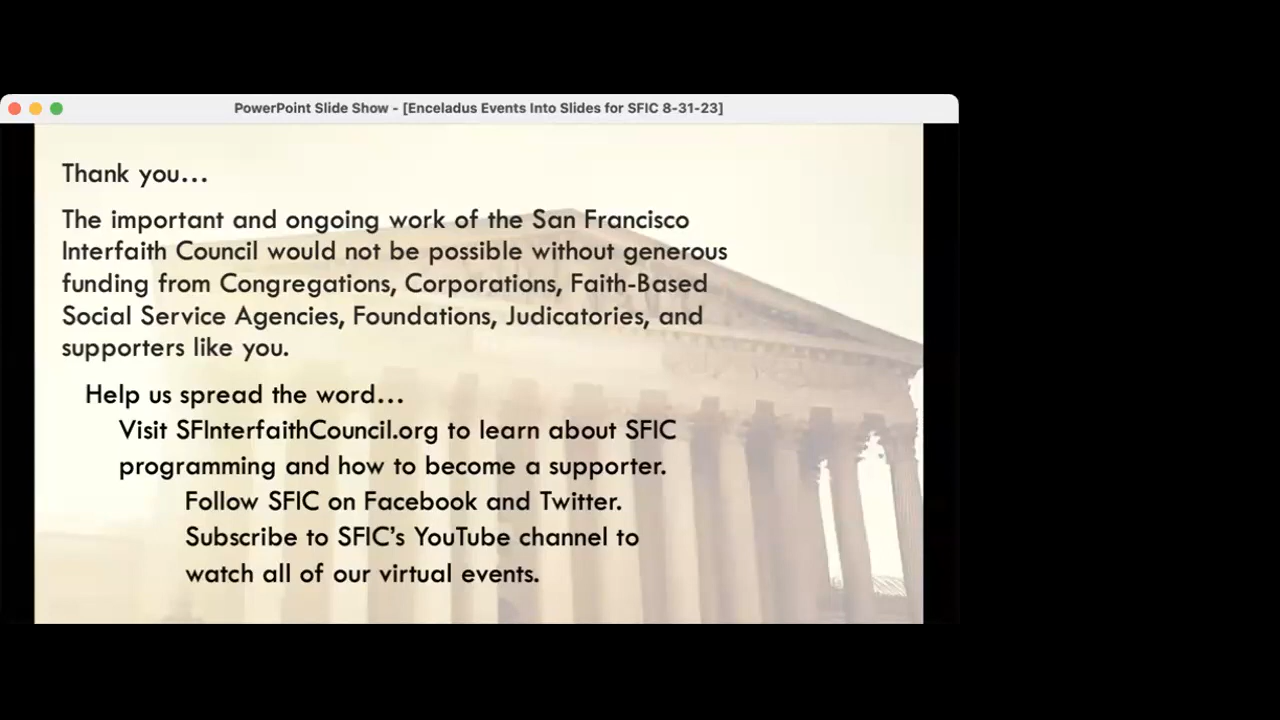 PowerPoint Slide Show - [Enceladus Events Into Slides for SFIC 8-31-23]
Thank you…
The important and ongoing work of the San Francisco
Interfaith Council would not be possible without generous
funding from Congregations, Corporations, Faith-Based
Social Service Agencies, Foundations, Judicatories, and
supporters like you.
Help us spread the word…
Visit SFInterfaithCouncil.org to learn about SFIC
programming and how to become a supporter.
Follow SFIC on Facebook and Twitter.
Subscribe to SFIC’s YouTube channel to
watch all of our virtual events.